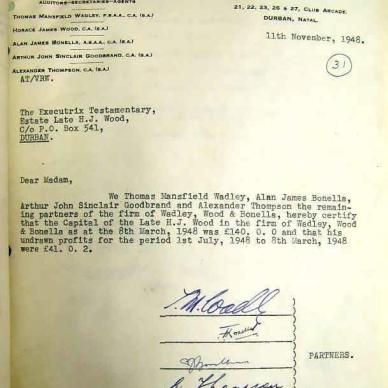 AUDITORS–SECRETARIES–AGENTS
THOMAS MANSFIELD WADLEY, F.S.A.A., C.A. (S.A.)
HORACE JAMES WOOD, C.A. (S.A.)
ALAN JAMES BONELLA, A.S.A.A., C.A. (S.A.)
ARTHUR JOHN SINCLAIR GOODBRAND, C.A. (S.A.)
ALEXANDER THOMPSON, C.A. (S.A.)
AT/VRK.
21, 22, 23, 26 & 27, CLUB ARCADE,
DURBAN, NATAL.
11th November, 1948.
31
The Executrix Testamentary,
Estate Late H.J. Wood,
C/o P.O. Box 541,
DURBAN.
Dear Madam,
We Thomas Mansfield Wadley, Alan James Bonella,
Arthur John Sinclair Goodbrand and Alexander Thompson the remain-
ing partners of the firm of Wadley, Wood & Bonella, hereby certify
that the Capital of the Late H.J. Wood in the firm of Wadley, Wood
& Bonella as at the 8th March, 1948 was £140. 0. 0 and that his
undrawn profits for the period 1st July, 1948 to 8th March, 1948
were £41. 0. 2.
PARTNERS.